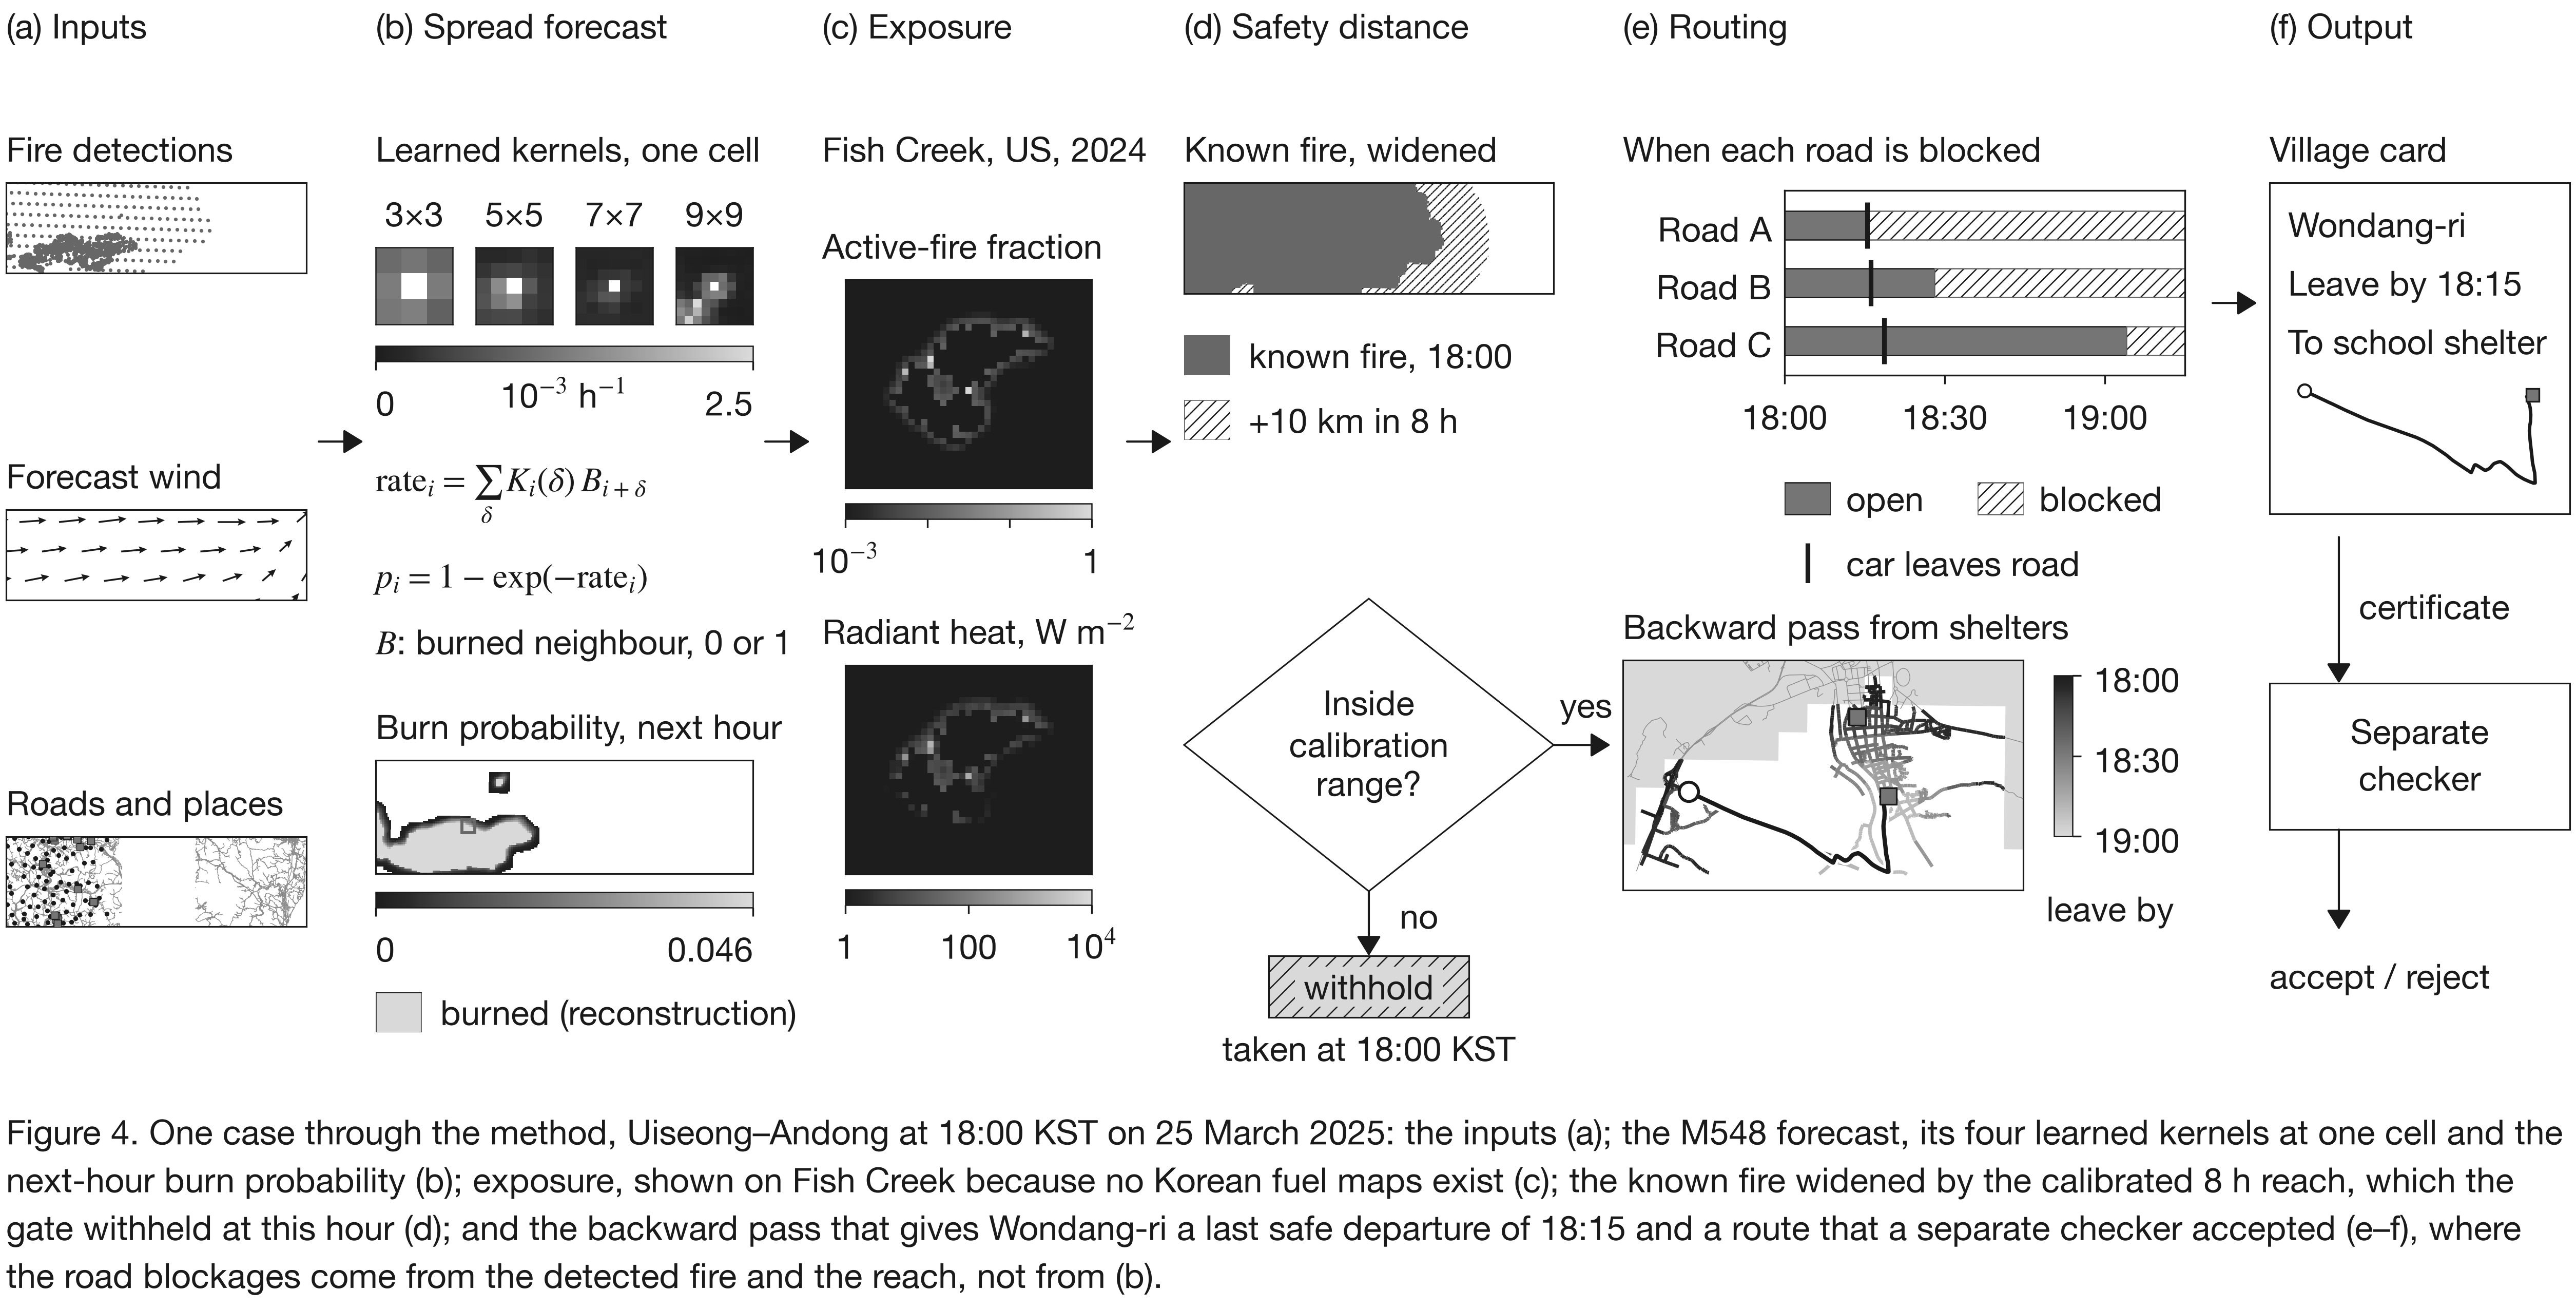 (a) Inputs
(b) Spread forecast
(c) Exposure
(d) Safety distance
(e) Routing
(f) Output
Fire detections
Forecast wind
Roads and places
Learned kernels, one cell
3×3 5×5 7×7 9×9
0 10⁻³ h⁻¹ 2.5
rateᵢ = ∑_δ Kᵢ(δ) Bᵢ₊δ
pᵢ = 1 − exp(−rateᵢ)
B: burned neighbour, 0 or 1
Burn probability, next hour
0 0.046
burned (reconstruction)
Fish Creek, US, 2024
Active-fire fraction
10⁻³ 1
Radiant heat, W m⁻²
1 100 10⁴
Known fire, widened
known fire, 18:00
+10 km in 8 h
Inside
calibration
range?
yes
no
withhold
taken at 18:00 KST
When each road is blocked
Road A
Road B
Road C
18:00 18:30 19:00
open blocked
car leaves road
Backward pass from shelters
18:00
18:30
19:00
leave by
Village card
Wondang-ri
Leave by 18:15
To school shelter
certificate
Separate
checker
accept / reject
Figure 4. One case through the method, Uiseong–Andong at 18:00 KST on 25 March 2025: the inputs (a); the M548 forecast, its four learned kernels at one cell and the
next-hour burn probability (b); exposure, shown on Fish Creek because no Korean fuel maps exist (c); the known fire widened by the calibrated 8 h reach, which the
gate withheld at this hour (d); and the backward pass that gives Wondang-ri a last safe departure of 18:15 and a route that a separate checker accepted (e–f), where
the road blockages come from the detected fire and the reach, not from (b).